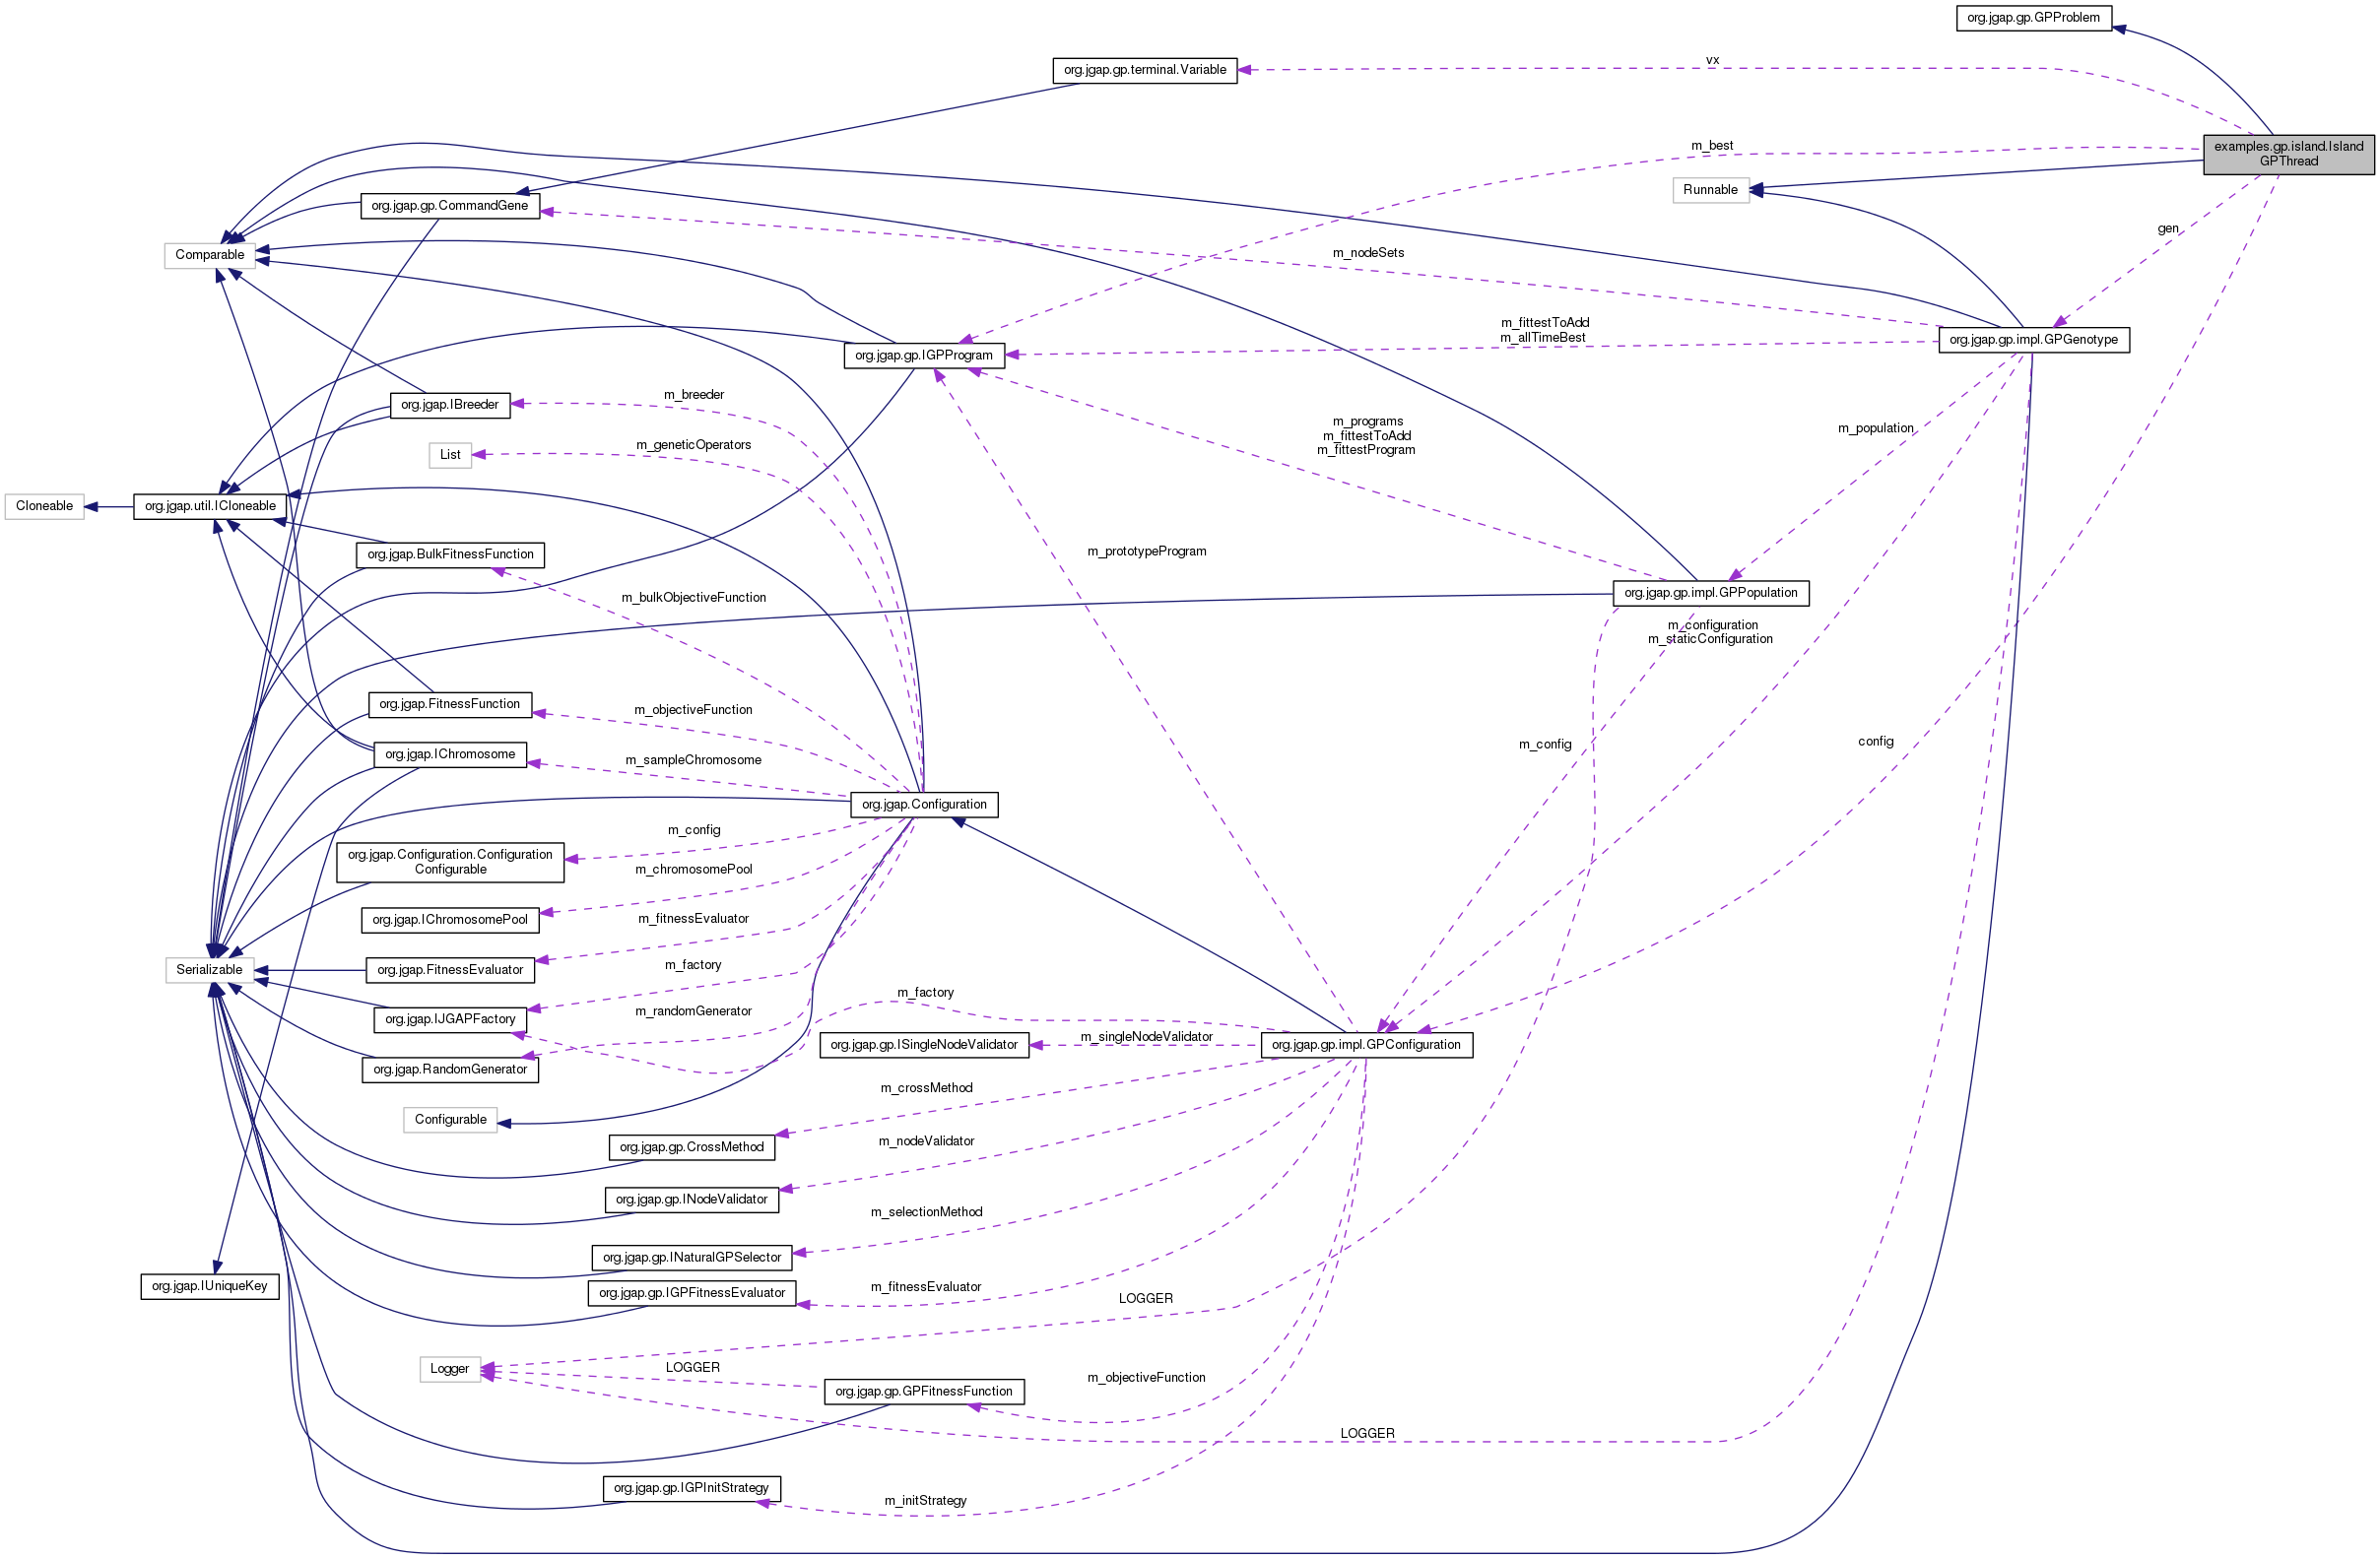 org.jgap.gp.GPProblem
vx
org.jgap.gp.terminal.Variable
m_best
examples.gp.island.Island
GPThread
Runnable
org.jgap.gp.CommandGene
gen
Comparable
m_nodeSets
m_fittestToAdd
m_allTimeBest
org.jgap.gp.impl.GPGenotype
org.jgap.gp.IGPProgram
m_breeder
org.jgap.IBreeder
m_programs
m_fittestToAdd
m_fittestProgram
m_population
m_geneticOperators
List
Cloneable
org.jgap.util.ICloneable
org.jgap.BulkFitnessFunction
m_prototypeProgram
m_bulkObjectiveFunction
org.jgap.gp.impl.GPPopulation
m_configuration
m_staticConfiguration
org.jgap.FitnessFunction
m_objectiveFunction
org.jgap.IChromosome
m_sampleChromosome
m_config
config
org.jgap.Configuration
m_config
org.jgap.Configuration.Configuration
Configurable
m_chromosomePool
org.jgap.IChromosomePool
m_fitnessEvaluator
Serializable
org.jgap.FitnessEvaluator
m_factory
m_factory
org.jgap.IJGAPFactory
m_randomGenerator
org.jgap.gp.ISingleNodeValidator
m_singleNodeValidator
org.jgap.gp.impl.GPConfiguration
org.jgap.RandomGenerator
m_crossMethod
Configurable
org.jgap.gp.CrossMethod
m_nodeValidator
org.jgap.gp.INodeValidator
m_selectionMethod
org.jgap.gp.INaturalGPSelector
org.jgap.IUniqueKey
org.jgap.gp.IGPFitnessEvaluator
m_fitnessEvaluator
LOGGER
Logger
LOGGER
m_objectiveFunction
org.jgap.gp.GPFitnessFunction
LOGGER
org.jgap.gp.IGPInitStrategy
m_initStrategy